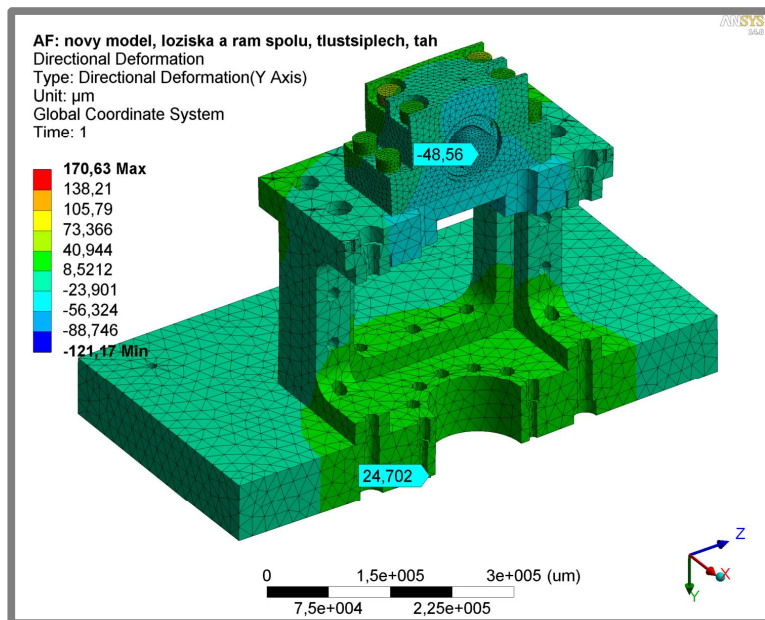 ANSYS
14.0
AF: novy model, loziska a ram spolu, tlustsiplech, tah
Directional Deformation
Type: Directional Deformation(Y Axis)
Unit: µm
Global Coordinate System
Time: 1
170,63 Max
138,21
105,79
73,366
40,944
8,5212
-23,901
-56,324
-88,746
-121,17 Min
-48,56
24,702
0
1,5e+005
3e+005 (um)
7,5e+004
2,25e+005
Z
X
Y